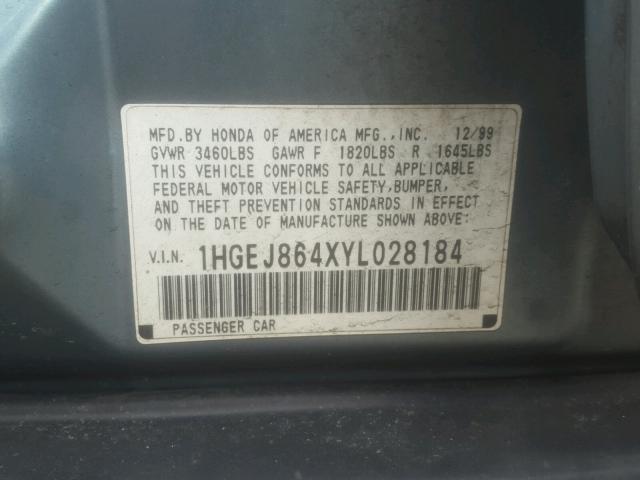 MFD.BY HONDA OF AMERICA MFG.,INC. 12/99
GVWR 3460LBS GAWR F 1820LBS R 1645LBS
THIS VEHICLE CONFORMS TO ALL APPLICABLE
FEDERAL MOTOR VEHICLE SAFETY,BUMPER,
AND THEFT PREVENTION STANDARDS IN EFFECT
ON THE DATE OF MANUFACTURE SHOWN ABOVE:
V.I.N. 1HGEJ864XYL028184
PASSENGER CAR